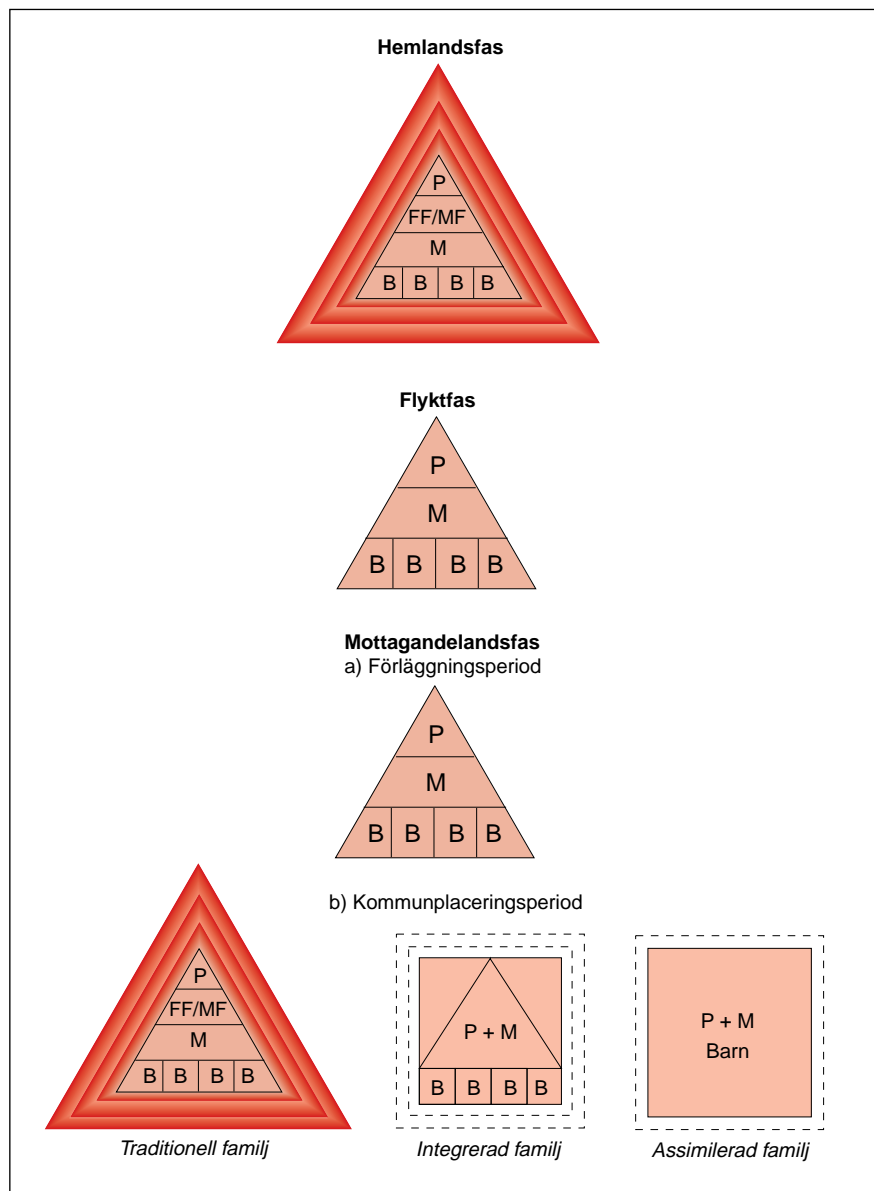 Hemlandsfas
P
FF/MF
M
B B B B
Flyktfas
P
M
B B B B
Mottagandelandsfas
a) Förläggningsperiod
P
M
B B B B
b) Kommunplaceringsperiod
P
FF/MF
M
B B B B
Traditionell familj
P + M
B B B B
Integrerad familj
P + M
Barn
Assimilerad familj